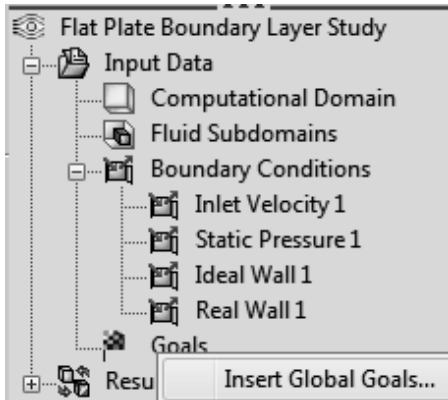 Flat Plate Boundary Layer Study
Input Data
Computational Domain
Fluid Subdomains
Boundary Conditions
Inlet Velocity 1
Static Pressure 1
Ideal Wall 1
Real Wall 1
Goals
Resu Insert Global Goals...